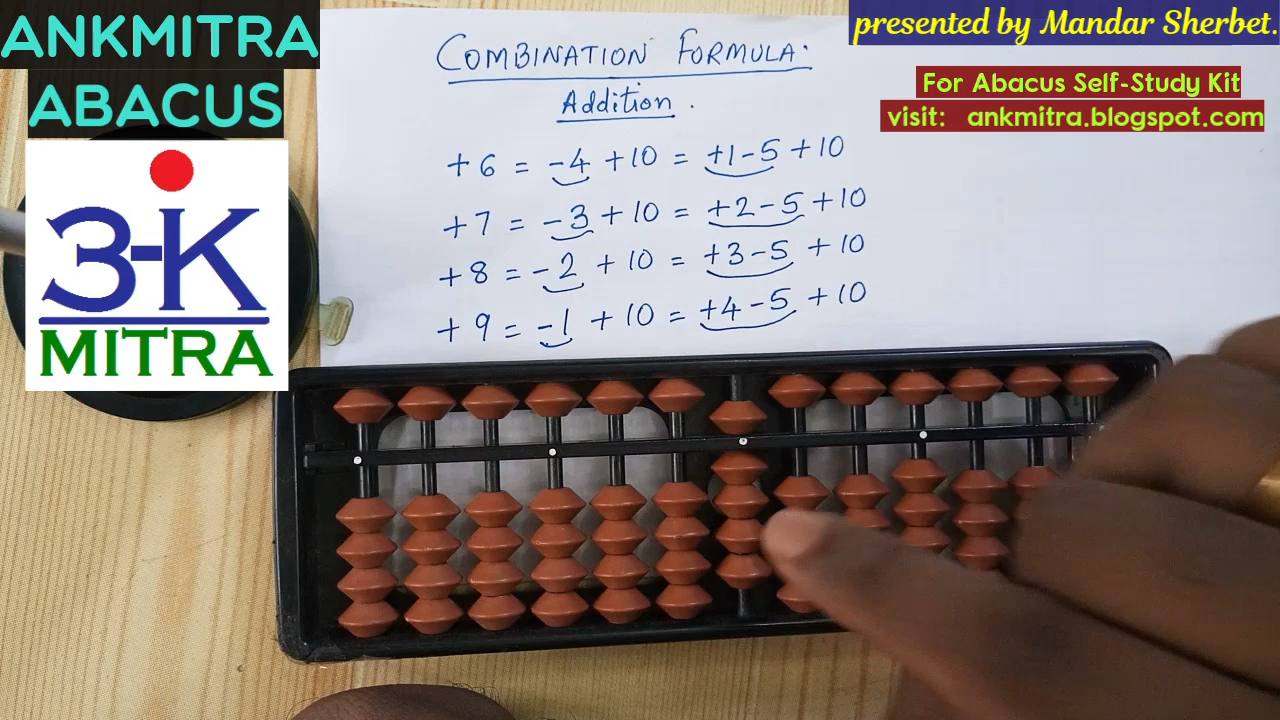 ANKMITRA
ABACUS
3-K
MITRA
presented by Mandar Sherbet.
For Abacus Self-Study Kit
visit: ankmitra.blogspot.com
COMBINATION FORMULA.
Addition.
+6 = -4 +10 = +1-5 +10
+7 = -3 +10 = +2-5 +10
+8 = -2 +10 = +3-5 +10
+9 = -1 +10 = +4-5 +10